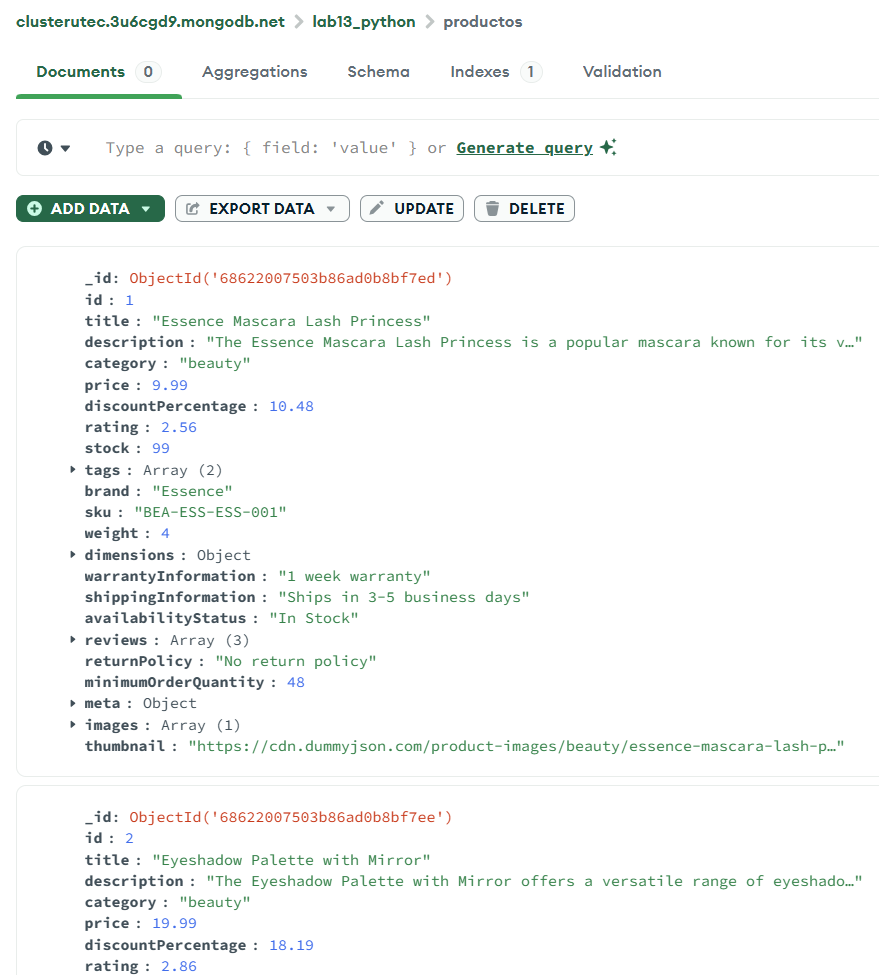 clusterutec.3u6cgd9.mongodb.net > lab13_python > productos
Documents 0 Aggregations Schema Indexes 1 Validation
Type a query: { field: 'value' } or Generate query
ADD DATA EXPORT DATA UPDATE DELETE
_id: ObjectId('68622007503b86ad0b8bf7ed')
id : 1
title : "Essence Mascara Lash Princess"
description : "The Essence Mascara Lash Princess is a popular mascara known for its v…"
category : "beauty"
price : 9.99
discountPercentage : 10.48
rating : 2.56
stock : 99
tags : Array (2)
brand : "Essence"
sku : "BEA-ESS-ESS-001"
weight : 4
dimensions : Object
warrantyInformation : "1 week warranty"
shippingInformation : "Ships in 3-5 business days"
availabilityStatus : "In Stock"
reviews : Array (3)
returnPolicy : "No return policy"
minimumOrderQuantity : 48
meta : Object
images : Array (1)
thumbnail : "https://cdn.dummyjson.com/product-images/beauty/essence-mascara-lash-p…"
_id: ObjectId('68622007503b86ad0b8bf7ee')
id : 2
title : "Eyeshadow Palette with Mirror"
description : "The Eyeshadow Palette with Mirror offers a versatile range of eyeshado…"
category : "beauty"
price : 19.99
discountPercentage : 18.19
rating : 2.86